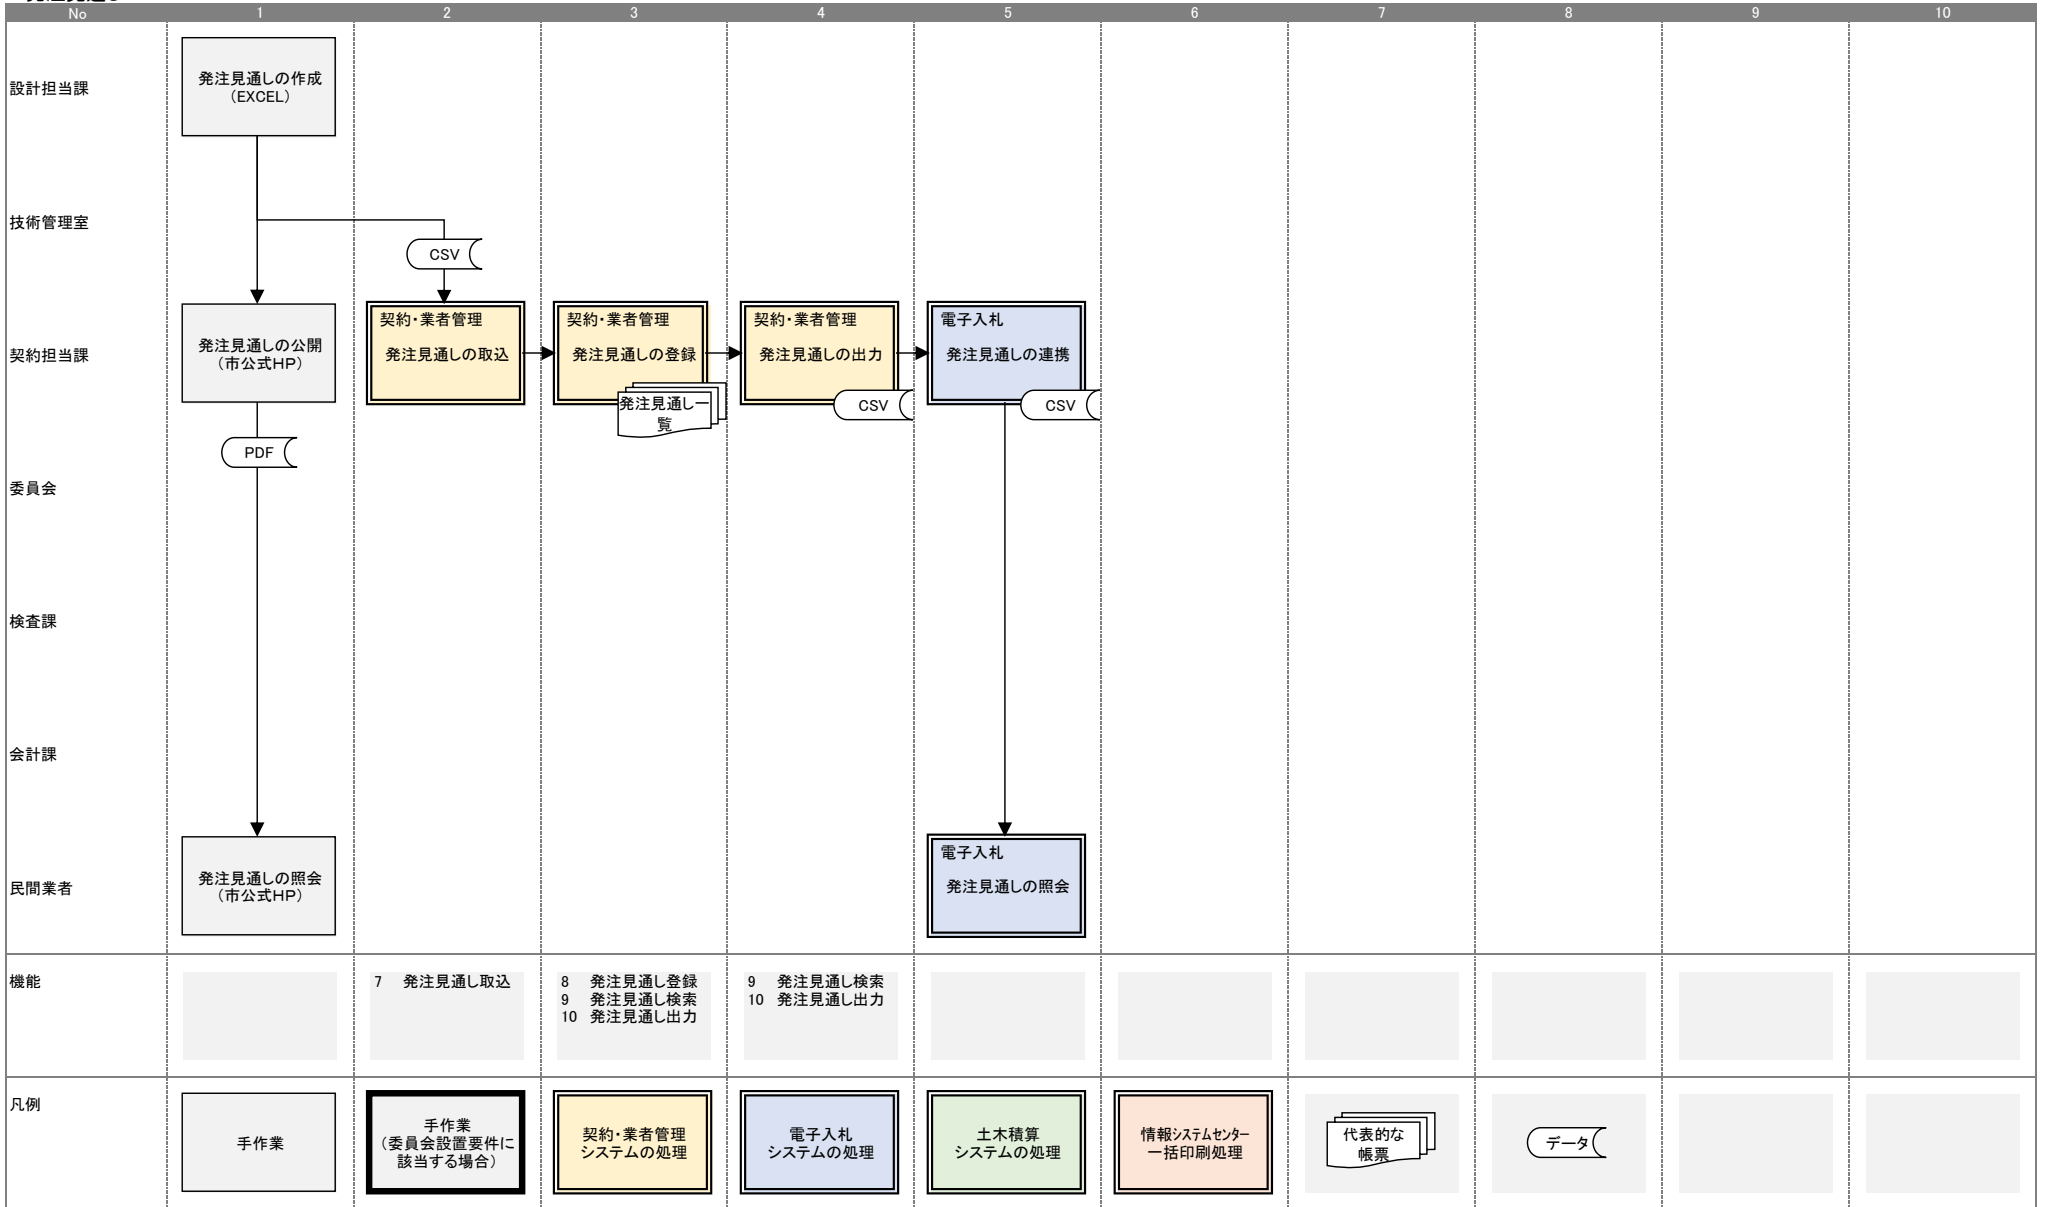 No 1 2 3 4 5 6 7 8 9 10
設計担当課
発注見通しの作成
（EXCEL）
技術管理室
CSV
契約担当課
発注見通しの公開
（市公式HP）
契約・業者管理
発注見通しの取込
契約・業者管理
発注見通しの登録
発注見通し一
覧
契約・業者管理
発注見通しの出力
CSV
電子入札
発注見通しの連携
CSV
PDF
委員会
検査課
会計課
民間業者
発注見通しの照会
（市公式HP）
電子入札
発注見通しの照会
機能
7 発注見通し取込
8 発注見通し登録
9 発注見通し検索
10 発注見通し出力
9 発注見通し検索
10 発注見通し出力
凡例
手作業
手作業
（委員会設置要件に
該当する場合）
契約・業者管理
システムの処理
電子入札
システムの処理
土木積算
システムの処理
情報ｼｽﾃﾑｾﾝﾀｰ
一括印刷処理
代表的な
帳票
データ